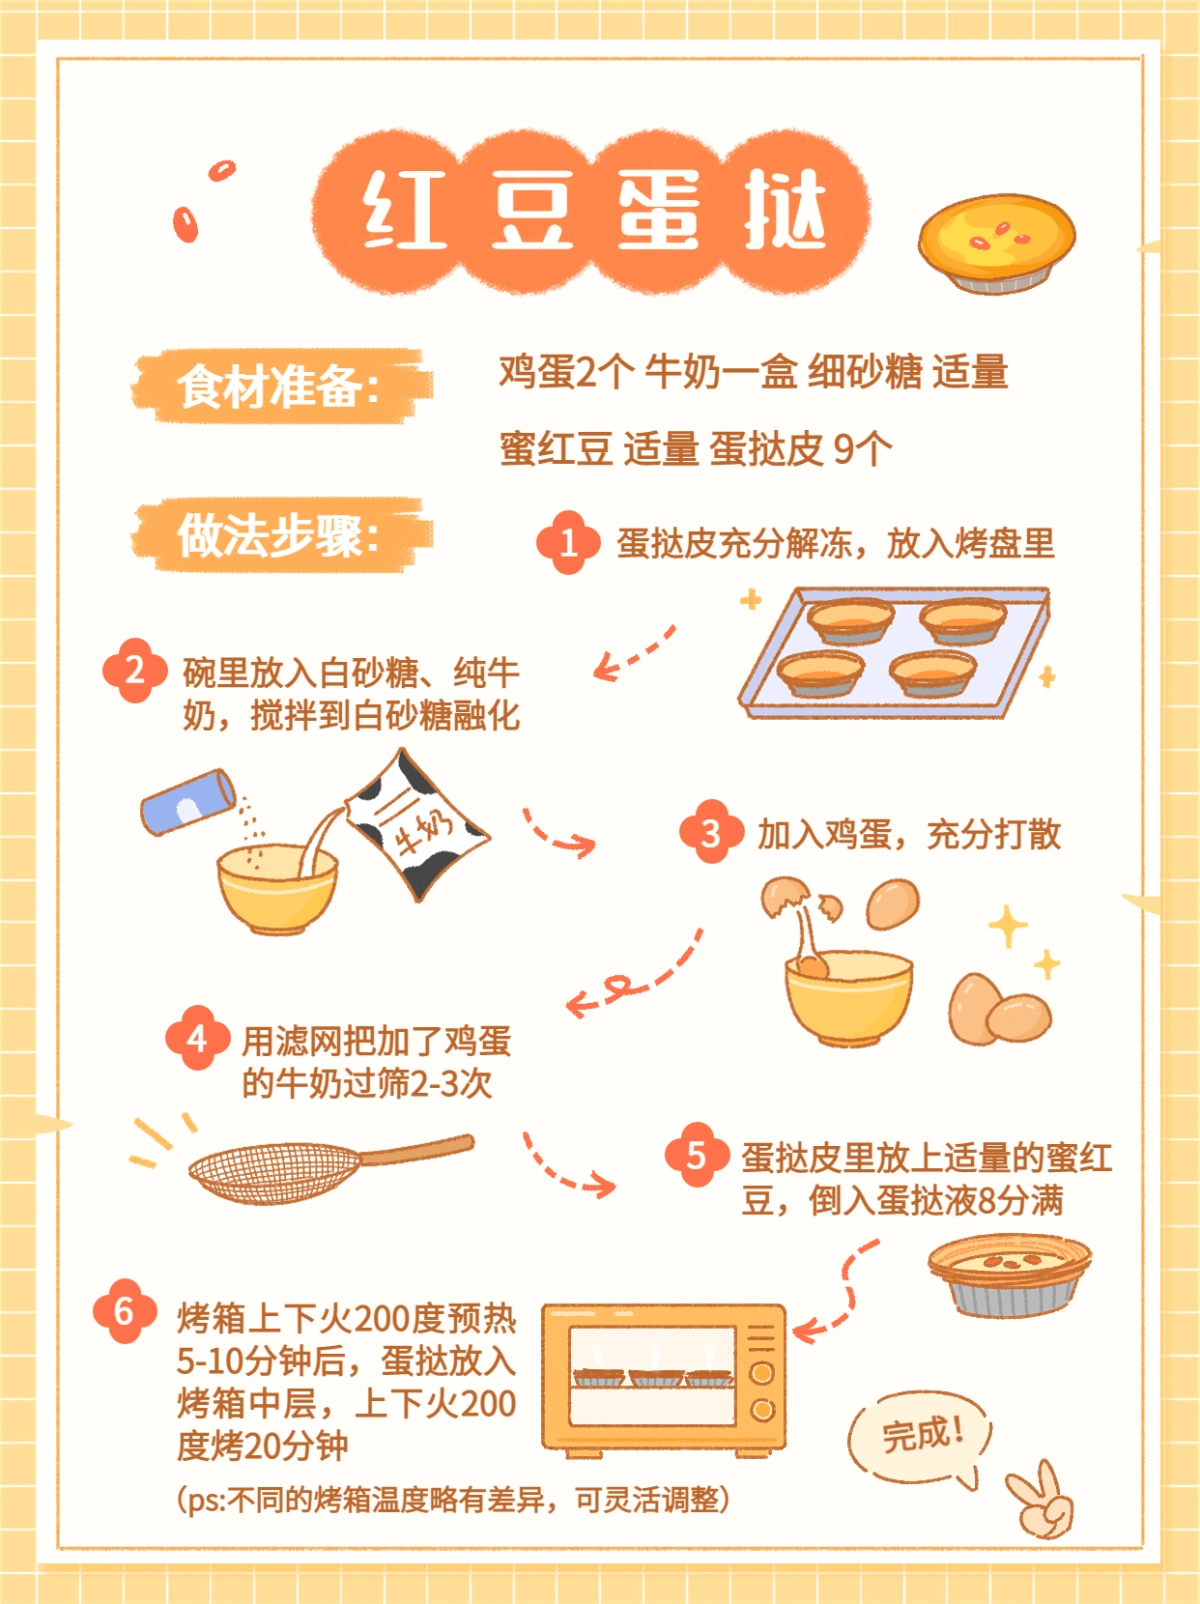 红豆蛋挞
食材准备:
鸡蛋2个 牛奶一盒 细砂糖 适量
蜜红豆 适量 蛋挞皮 9个
做法步骤:
1 蛋挞皮充分解冻，放入烤盘里
2 碗里放入白砂糖、纯牛
奶，搅拌到白砂糖融化
牛奶
3 加入鸡蛋，充分打散
4 用滤网把加了鸡蛋
的牛奶过筛2-3次
5 蛋挞皮里放上适量的蜜红
豆，倒入蛋挞液8分满
6 烤箱上下火200度预热
5-10分钟后，蛋挞放入
烤箱中层，上下火200
度烤20分钟
（ps:不同的烤箱温度略有差异，可灵活调整）
完成！